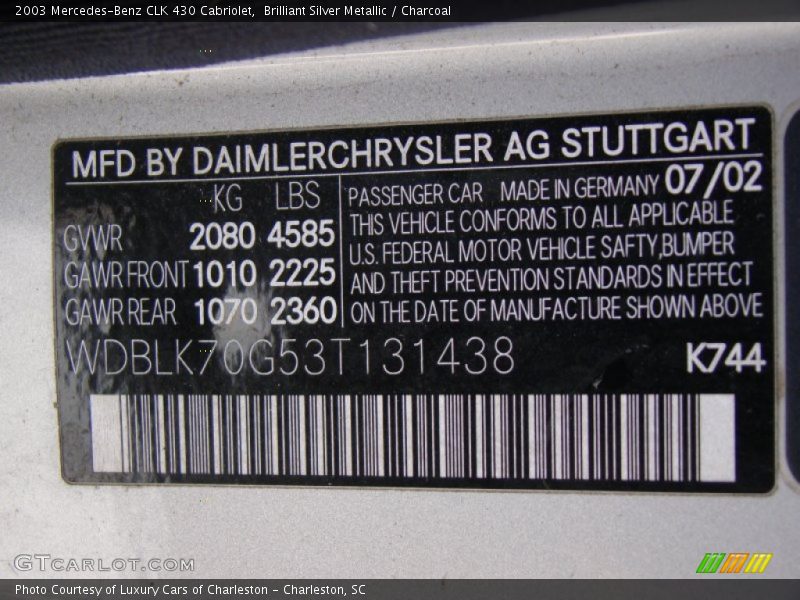 2003 Mercedes-Benz CLK 430 Cabriolet, Brilliant Silver Metallic / Charcoal
MFD BY DAIMLERCHRYSLER AG STUTTGART
KG LBS
GVWR 2080 4585
GAWR FRONT 1010 2225
GAWR REAR 1070 2360
PASSENGER CAR MADE IN GERMANY 07/02
THIS VEHICLE CONFORMS TO ALL APPLICABLE
U.S. FEDERAL MOTOR VEHICLE SAFTY,BUMPER
AND THEFT PREVENTION STANDARDS IN EFFECT
ON THE DATE OF MANUFACTURE SHOWN ABOVE
WDBLK70G53T131438 K744
GTCARLOT.COM
Photo Courtesy of Luxury Cars of Charleston - Charleston, SC